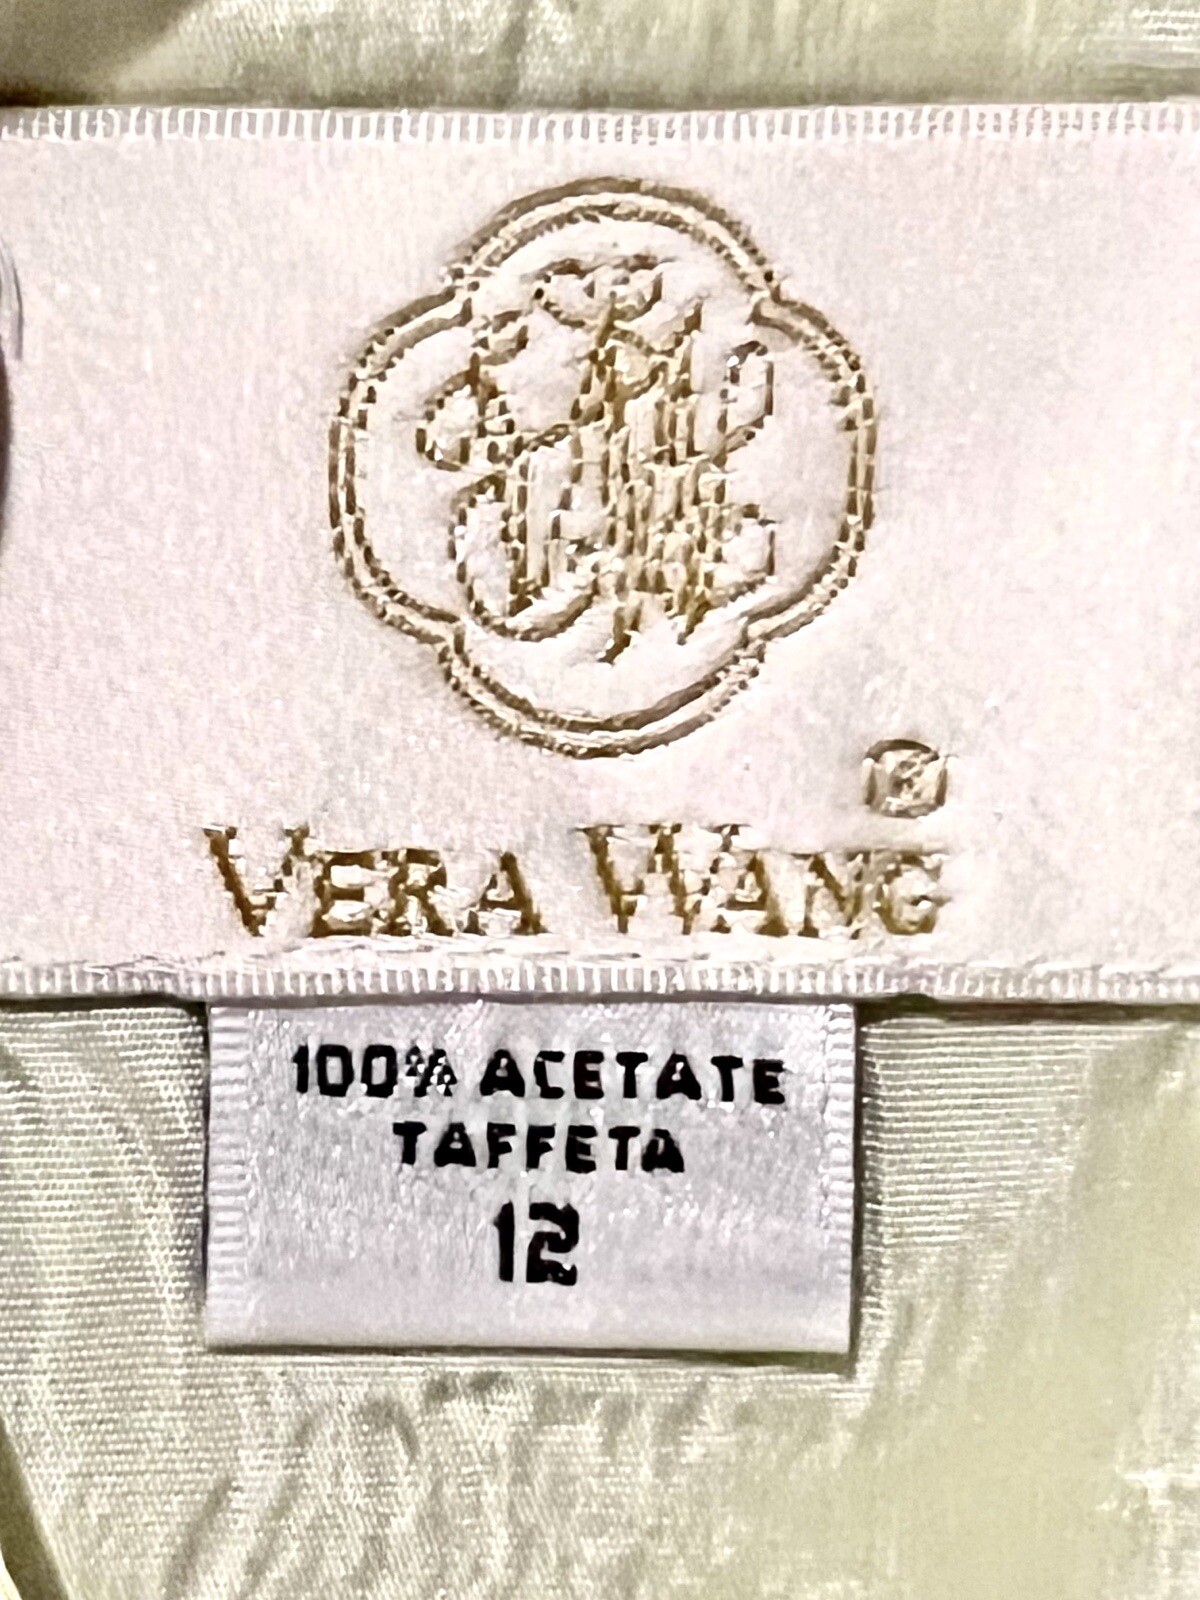 VERA WANG®
100% ACETATE
TAFFETA
12